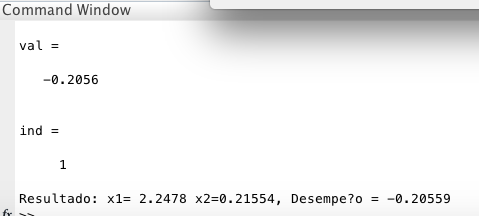 Command Window
val =
-0.2056
ind =
1
Resultado: x1= 2.2478 x2=0.21554, Desempe?o = -0.20559
fx >>